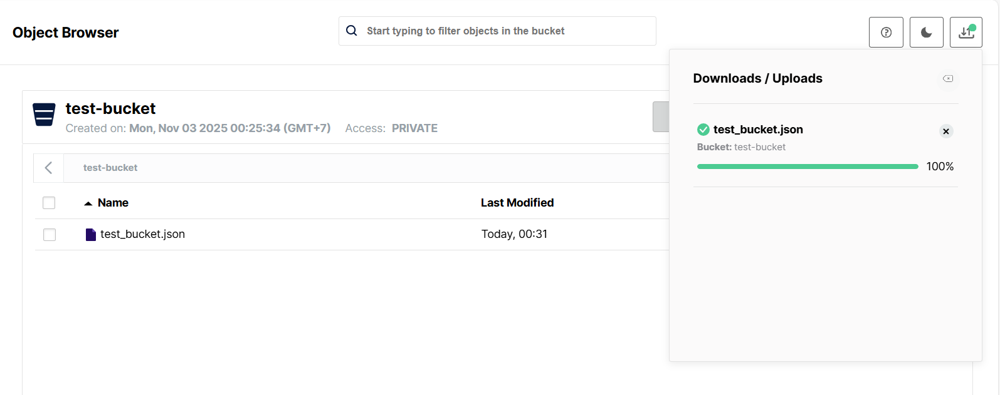 Object Browser
Start typing to filter objects in the bucket
Downloads / Uploads
test_bucket.json
Bucket: test-bucket
100%
test-bucket
Created on: Mon, Nov 03 2025 00:25:34 (GMT+7) Access: PRIVATE
test-bucket
Name Last Modified
test_bucket.json Today, 00:31